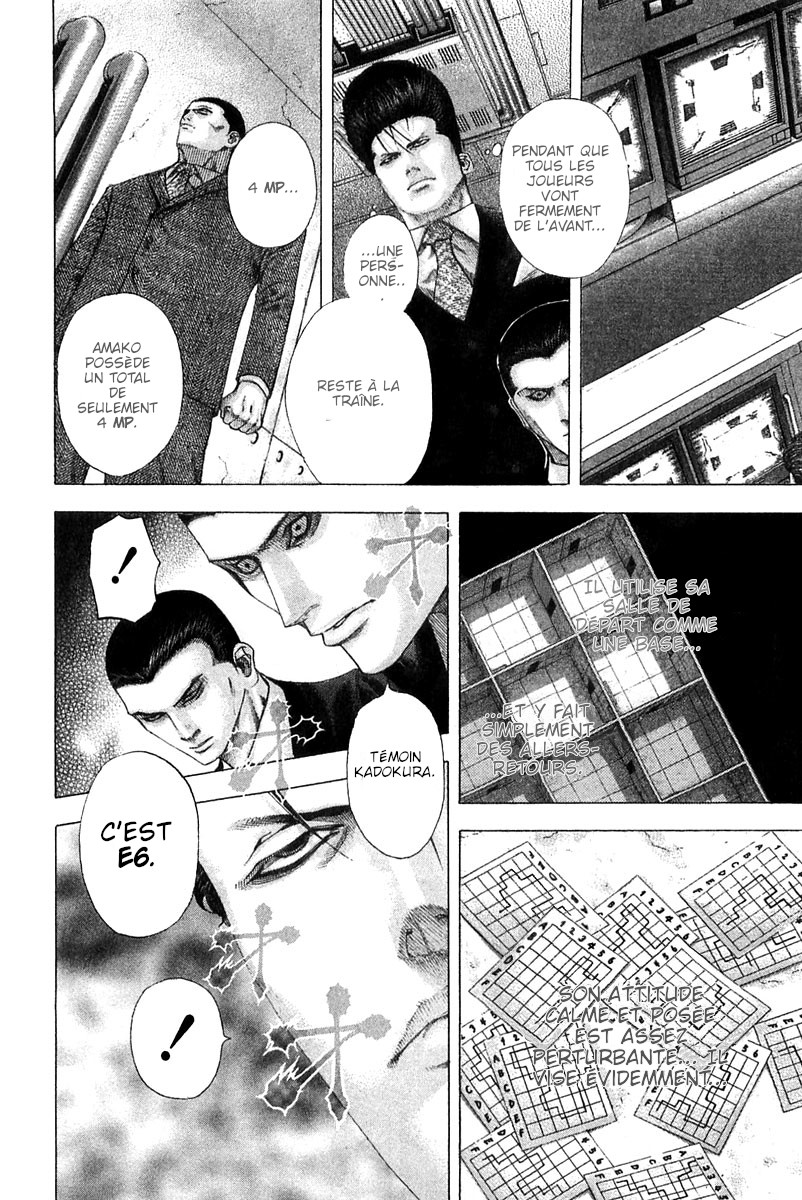 PENDANT QUE
TOUS LES
JOUEURS
VONT
FERMEMENT
DE L'AVANT...
...UNE
PERS-
ONNE..
RESTE À LA
TRAÎNE.
4 MP...
AMAKO
POSSÈDE
UN TOTAL
DE
SEULEMENT
4 MP.
IL UTILISE SA
SALLE DE
DÉPART COMME
UNE BASE...
...ET Y FAIT
SIMPLEMENT
DES ALLERS-
RETOURS.
!
TÉMOIN
KADOKURA.
SON ATTITUDE
CALME ET POSÉE
EST ASSEZ
PERTURBANTE... IL
VISE ÉVIDEMMENT...
C'EST
E6.
!